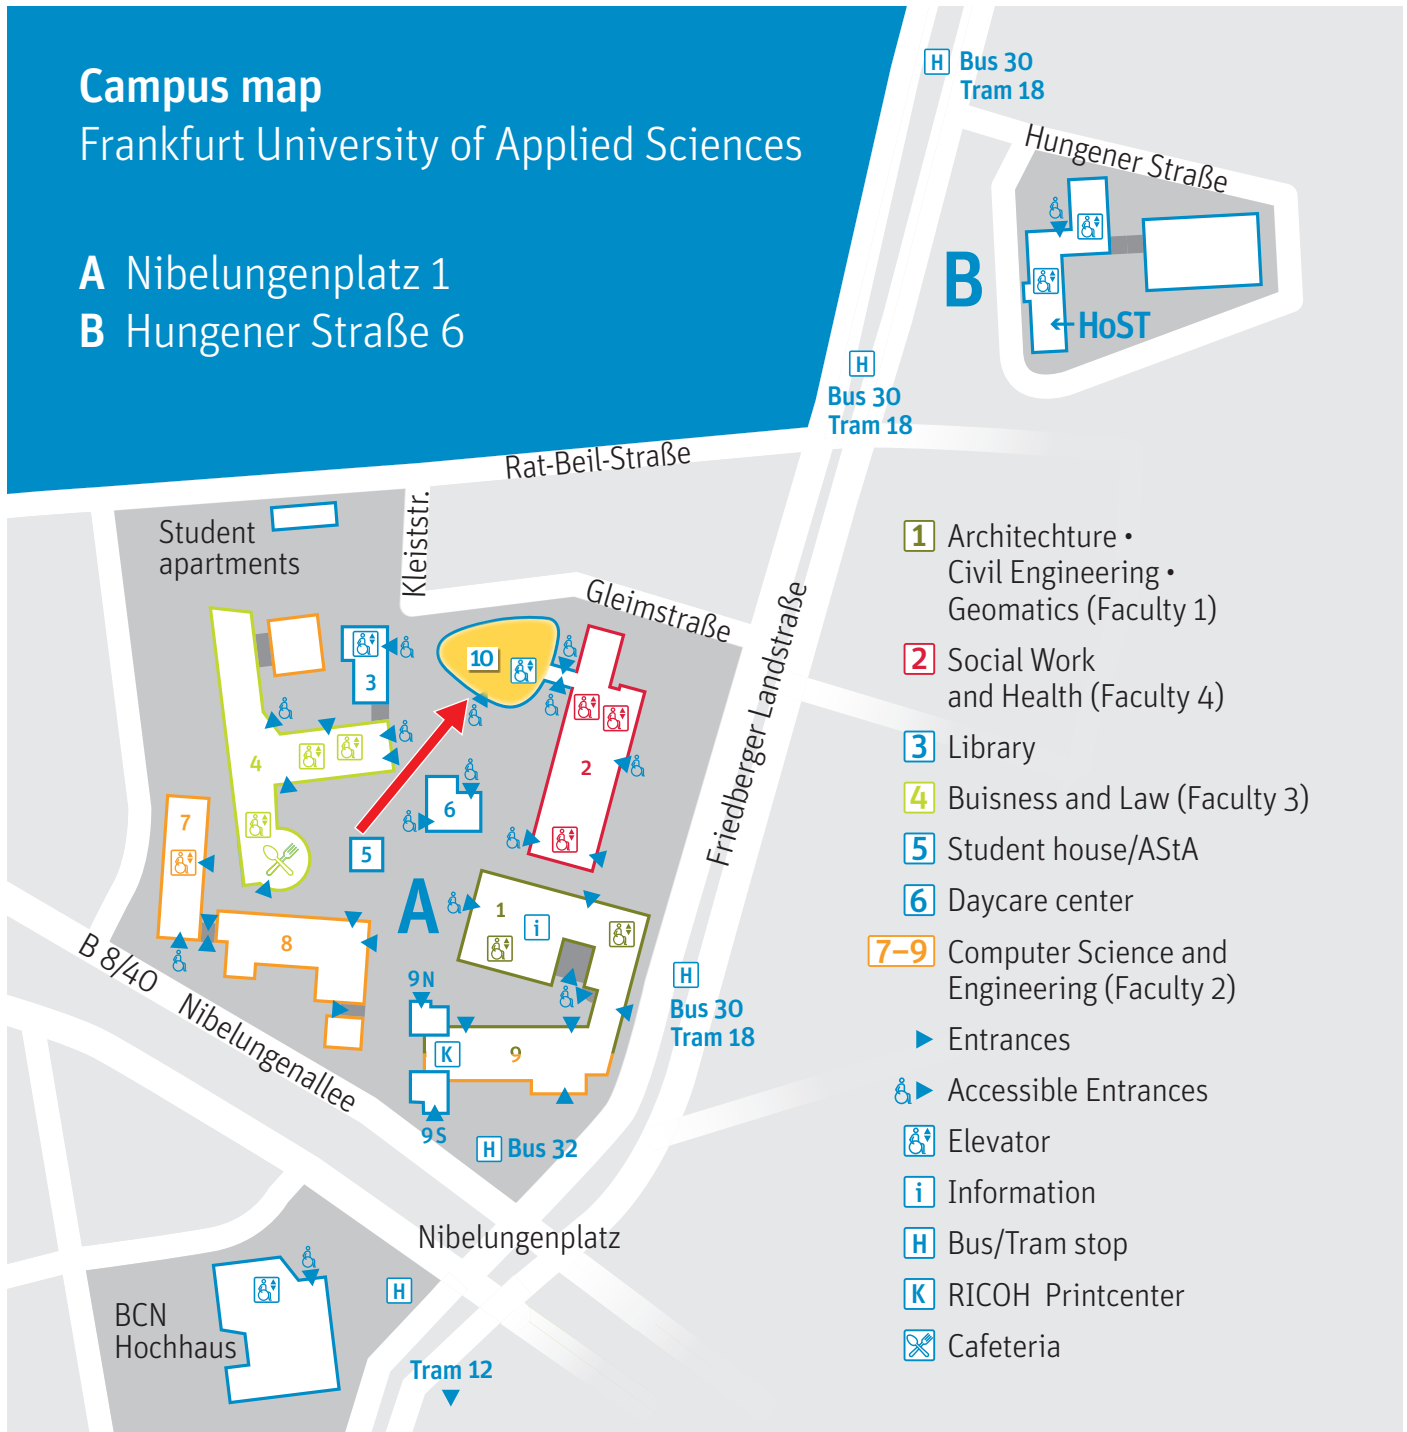 Campus map
Frankfurt University of Applied Sciences
A Nibelungenplatz 1
B Hungener Straße 6
H Bus 30
Tram 18
Hungener Straße
B
HoST
H
Bus 30
Tram 18
Rat-Beil-Straße
Kleiststr.
Student
apartments
Gleimstraße
Friedberger Landstraße
10
3
4
2
6
7
5
A
1
i
8
B 8/40 Nibelungenallee
9N
K
9
9S
H
Bus 30
Tram 18
H Bus 32
Nibelungenplatz
H
BCN
Hochhaus
Tram 12
1 Architechture •
Civil Engineering •
Geomatics (Faculty 1)
2 Social Work
and Health (Faculty 4)
3 Library
4 Buisness and Law (Faculty 3)
5 Student house/AStA
6 Daycare center
7–9 Computer Science and
Engineering (Faculty 2)
Entrances
Accessible Entrances
Elevator
i Information
H Bus/Tram stop
K RICOH Printcenter
Cafeteria